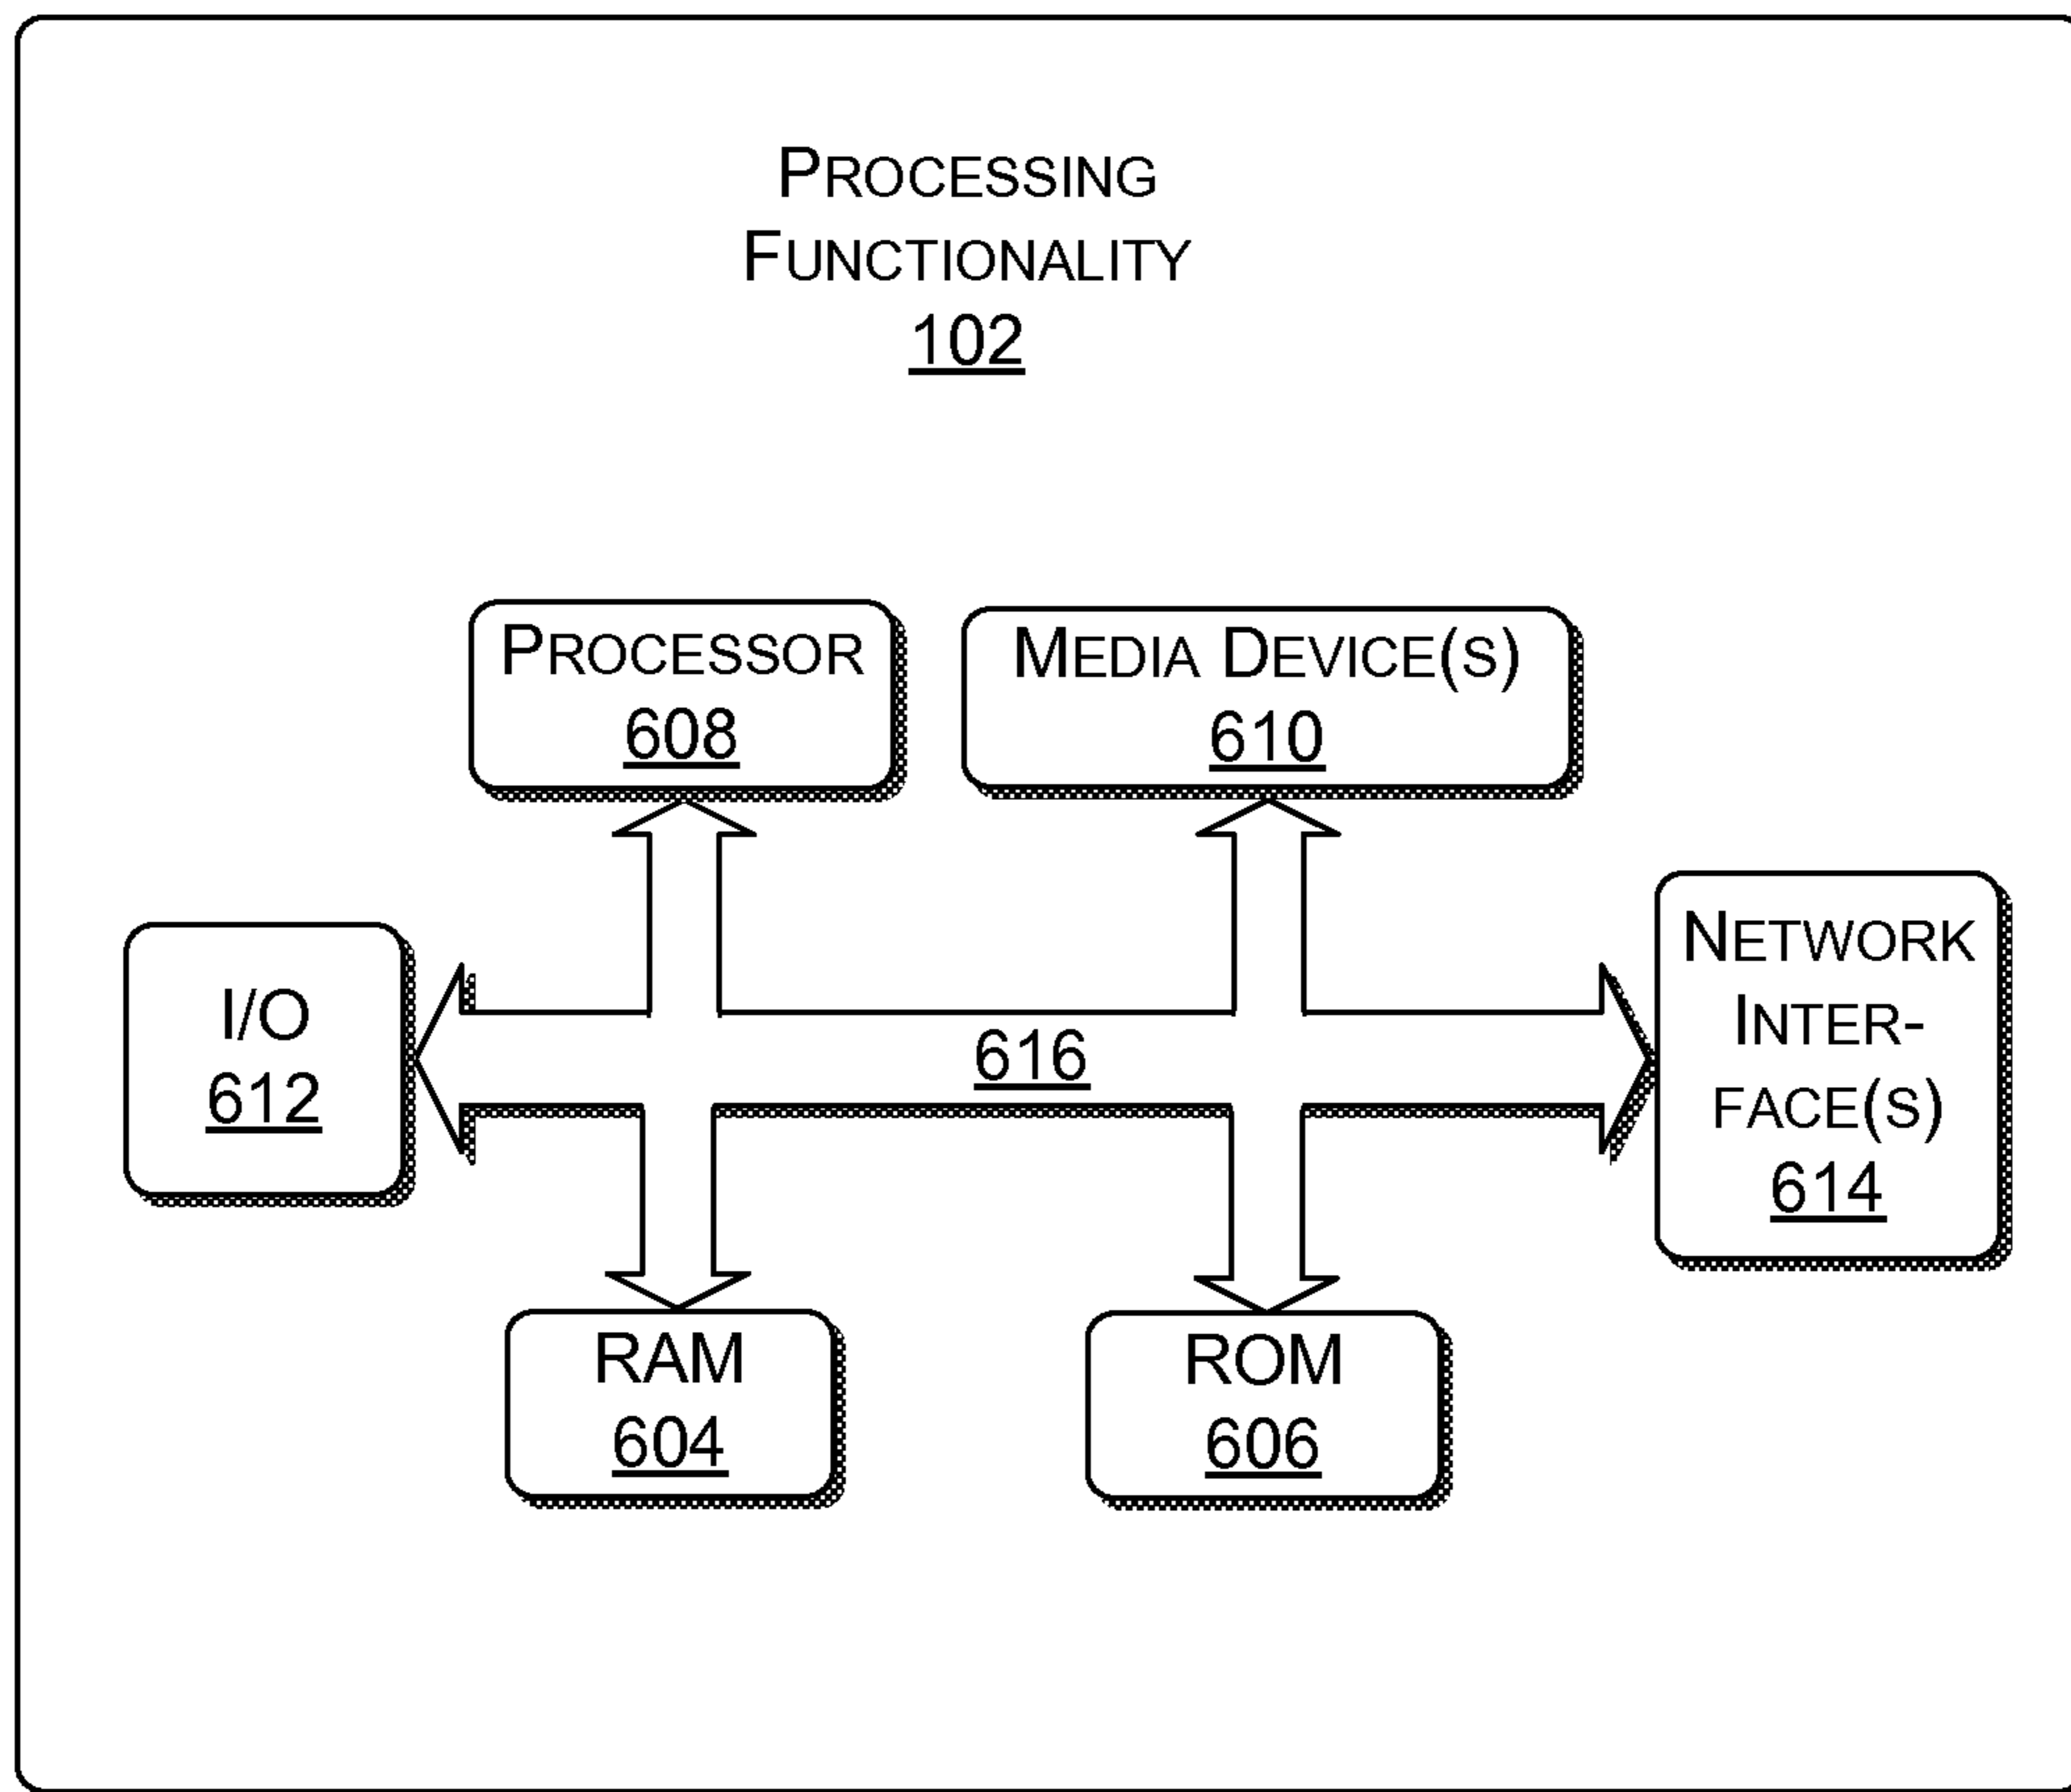 PROCESSING
FUNCTIONALITY
102
PROCESSOR
608
MEDIA DEVICE(S)
610
I/O
612
616
NETWORK
INTER-
FACE(S)
614
RAM
604
ROM
606